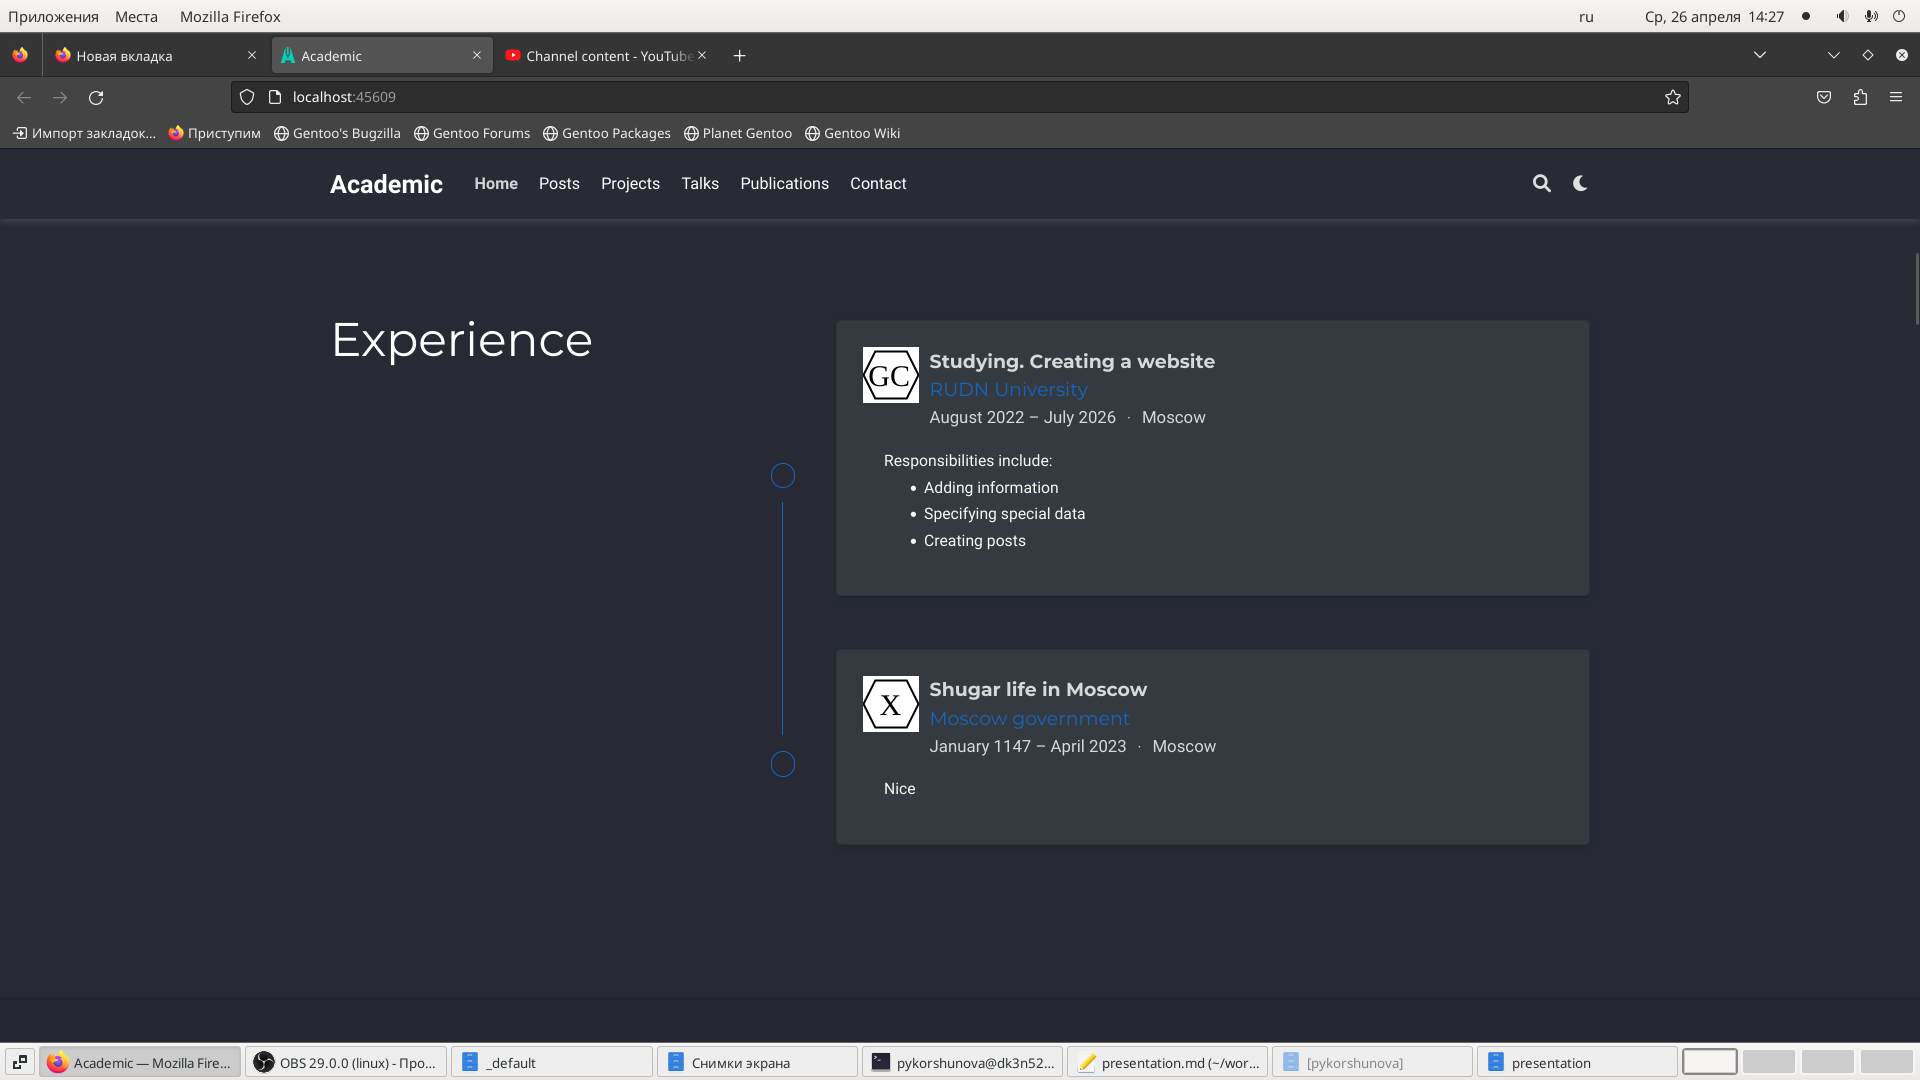 Приложения Места Mozilla Firefox ru Ср, 26 апреля 14:27
Новая вкладка Academic Channel content - YouTube
localhost:45609
Импорт закладок... Приступим Gentoo's Bugzilla Gentoo Forums Gentoo Packages Planet Gentoo Gentoo Wiki
Academic Home Posts Projects Talks Publications Contact
Experience
GC
Studying. Creating a website
RUDN University
August 2022 – July 2026 · Moscow
Responsibilities include:
• Adding information
• Specifying special data
• Creating posts
X
Shugar life in Moscow
Moscow government
January 1147 – April 2023 · Moscow
Nice
Academic — Mozilla Fire... OBS 29.0.0 (linux) - Про... _default Снимки экрана pykorshunova@dk3n52... presentation.md (~/wor... [pykorshunova] presentation